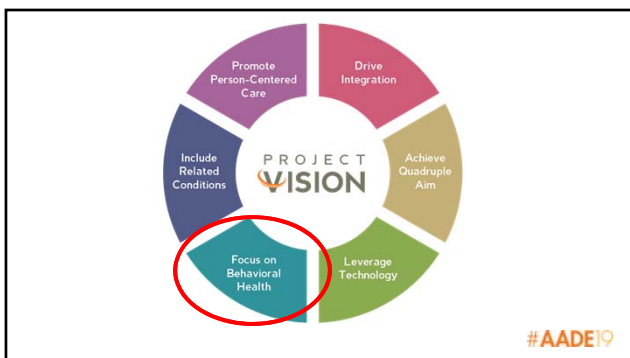 Promote
Person-Centered
Care
Drive
Integration
Include
Related
Conditions
PROJECT
VISION
Achieve
Quadruple
Aim
Focus on
Behavioral
Health
Leverage
Technology
#AADE19